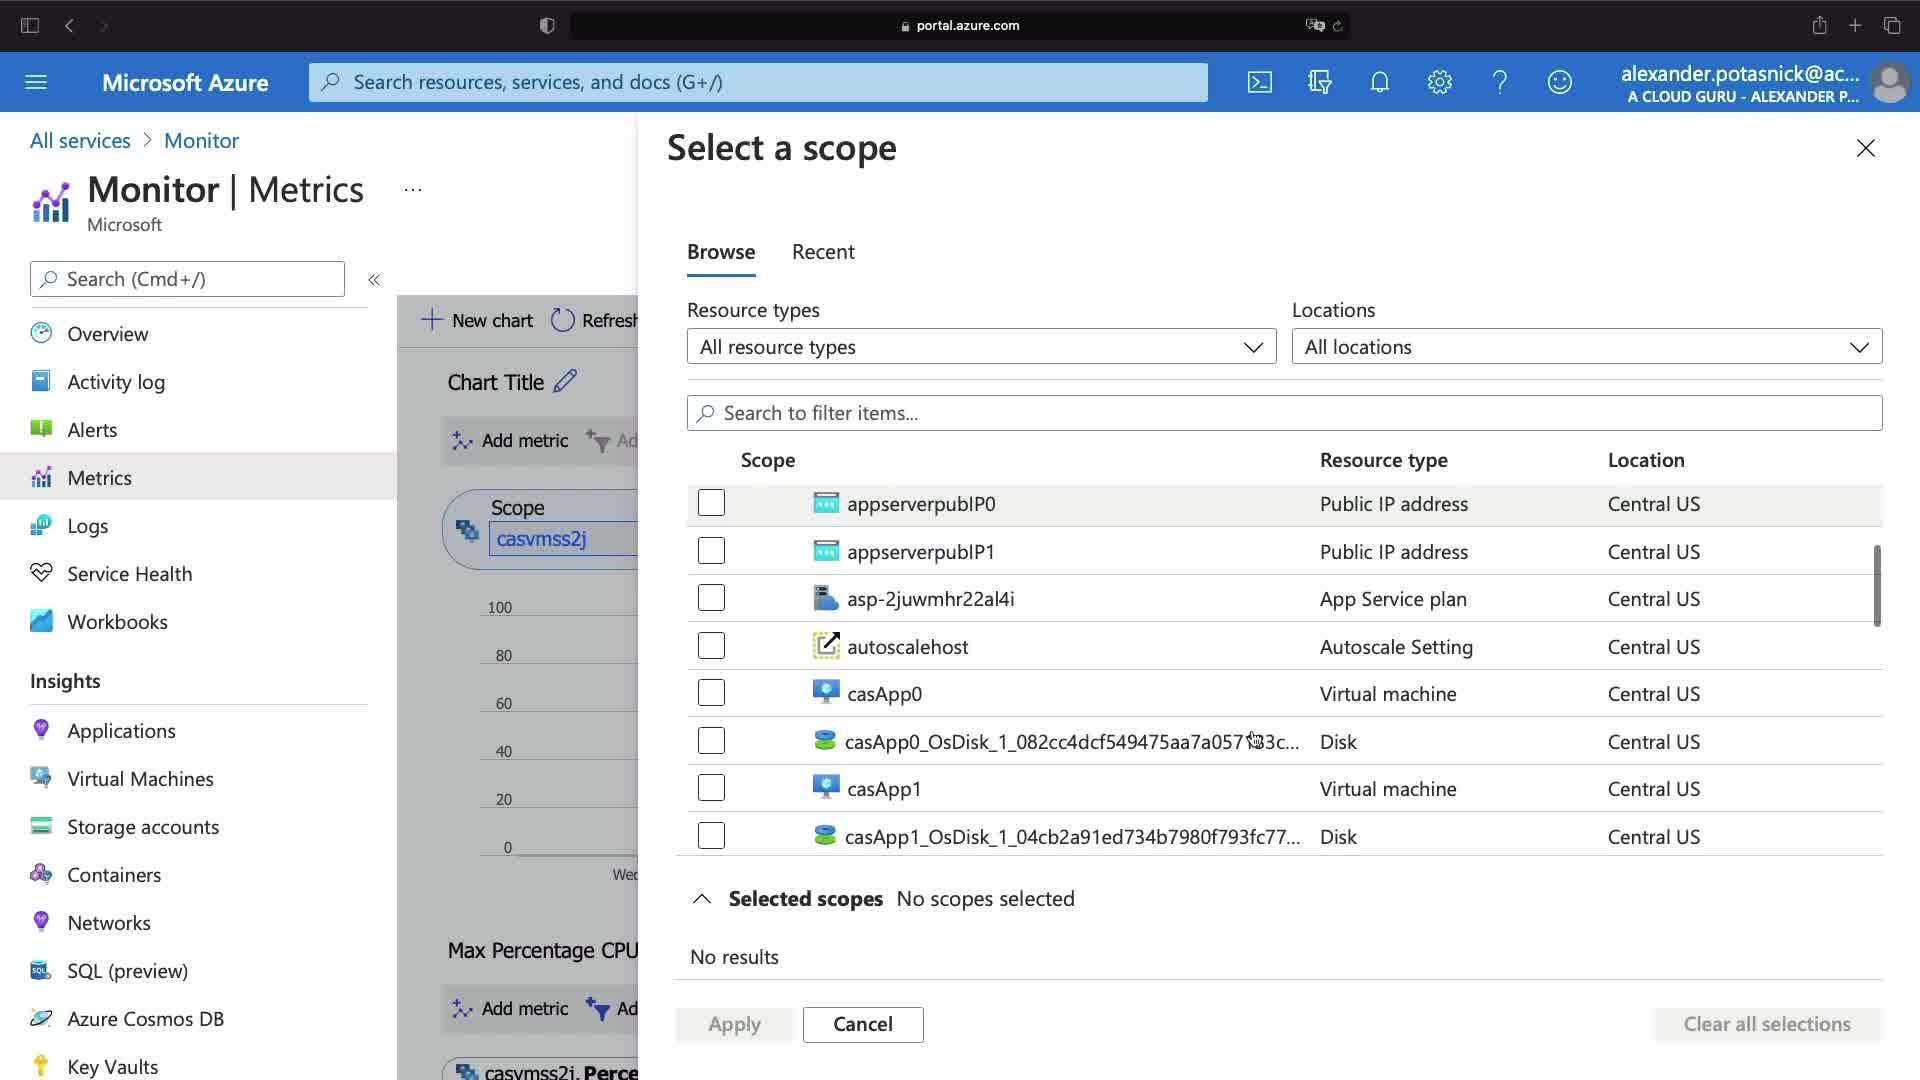 portal.azure.com
Microsoft Azure
Search resources, services, and docs (G+/)
alexander.potasnick@ac...
A CLOUD GURU - ALEXANDER P...
All services > Monitor
Monitor | Metrics ...
Microsoft
Search (Cmd+/)
«
Overview
Activity log
Alerts
Metrics
Logs
Service Health
Workbooks
Insights
Applications
Virtual Machines
Storage accounts
Containers
Networks
SQL (preview)
Azure Cosmos DB
Key Vaults
New chart Refresh
Chart Title
Add metric Ad
Scope
casvmss2j
100
80
60
40
20
0
Wed
Max Percentage CPU
Add metric Ad
casvmss2j, Perce
Select a scope
Browse Recent
Resource types Locations
All resource types All locations
Search to filter items...
Scope Resource type Location
appserverpubIP0 Public IP address Central US
appserverpubIP1 Public IP address Central US
asp-2juwmhr22al4i App Service plan Central US
autoscalehost Autoscale Setting Central US
casApp0 Virtual machine Central US
Disk Central US
casApp1 Virtual machine Central US
casApp1_OsDisk_1_04cb2a91ed734b7980f793fc77... Disk Central US
Selected scopes No scopes selected
No results
Apply Cancel Clear all selections